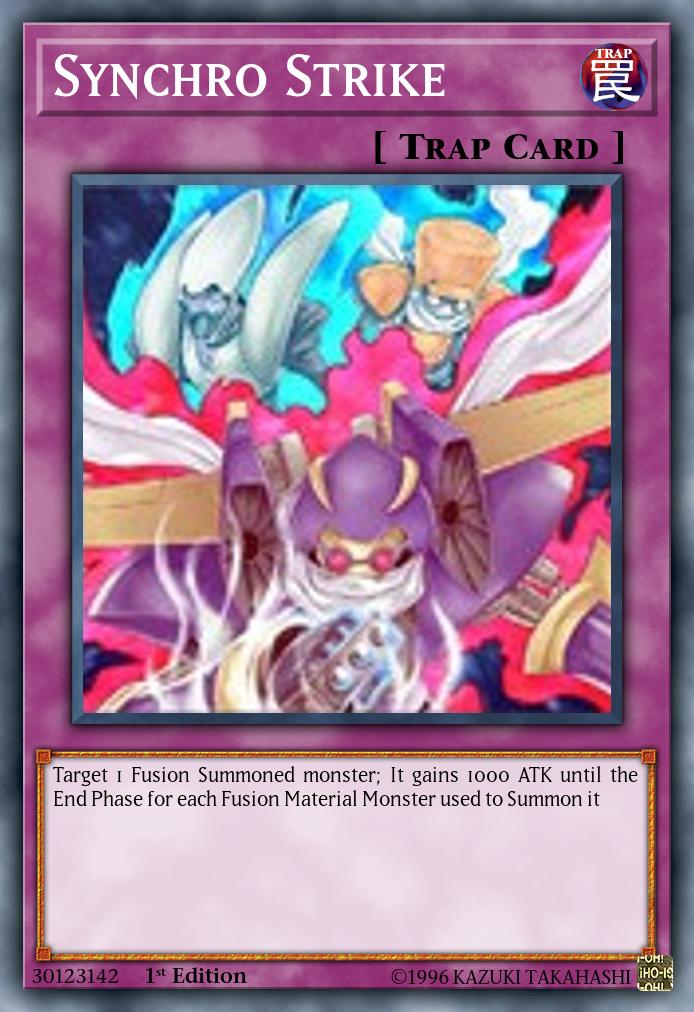 Synchro Strike
TRAP
罠
[ Trap Card ]
Target 1 Fusion Summoned monster; It gains 1000 ATK until the
End Phase for each Fusion Material Monster used to Summon it
30123142 1st Edition ©1996 KAZUKI TAKAHASHI